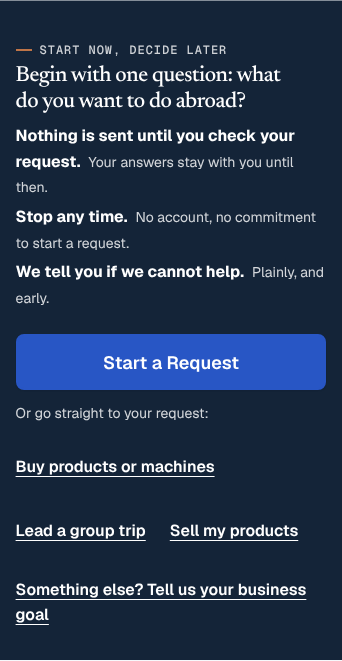 START NOW, DECIDE LATER
Begin with one question: what
do you want to do abroad?
Nothing is sent until you check your
request. Your answers stay with you until
then.
Stop any time. No account, no commitment
to start a request.
We tell you if we cannot help. Plainly, and
early.
Start a Request
Or go straight to your request:
Buy products or machines
Lead a group trip Sell my products
Something else? Tell us your business
goal